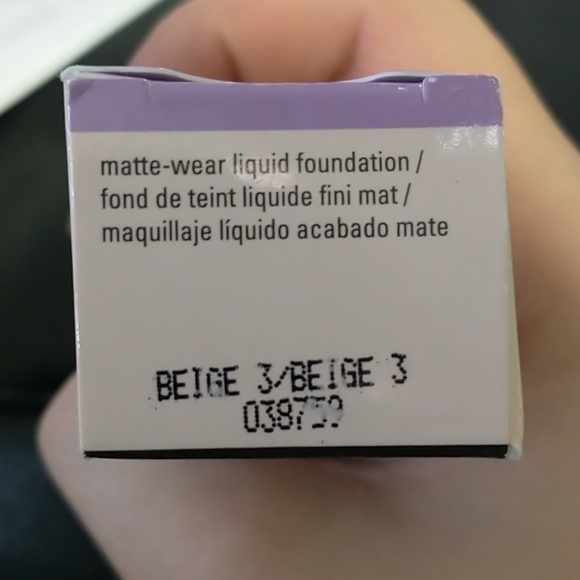 matte-wear liquid foundation /
fond de teint liquide fini mat /
maquillaje líquido acabado mate
BEIGE 3/BEIGE 3